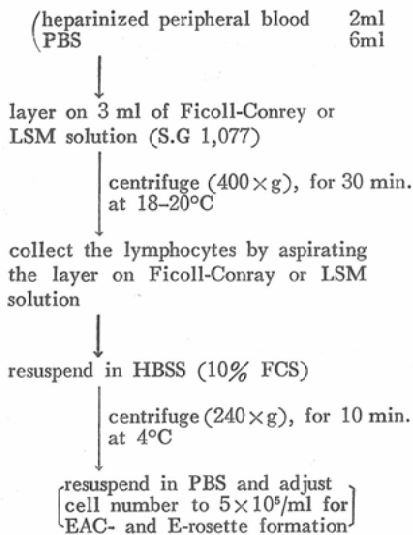 heparinized peripheral blood 2ml
PBS 6ml
layer on 3 ml of Ficoll-Conrey or
LSM solution (S.G 1,077)
centrifuge (400×g), for 30 min.
at 18–20°C
collect the lymphocytes by aspirating
the layer on Ficoll-Conray or LSM
solution
resuspend in HBSS (10% FCS)
centrifuge (240×g), for 10 min.
at 4°C
resuspend in PBS and adjust
cell number to 5×10⁵/ml for
EAC- and E-rosette formation